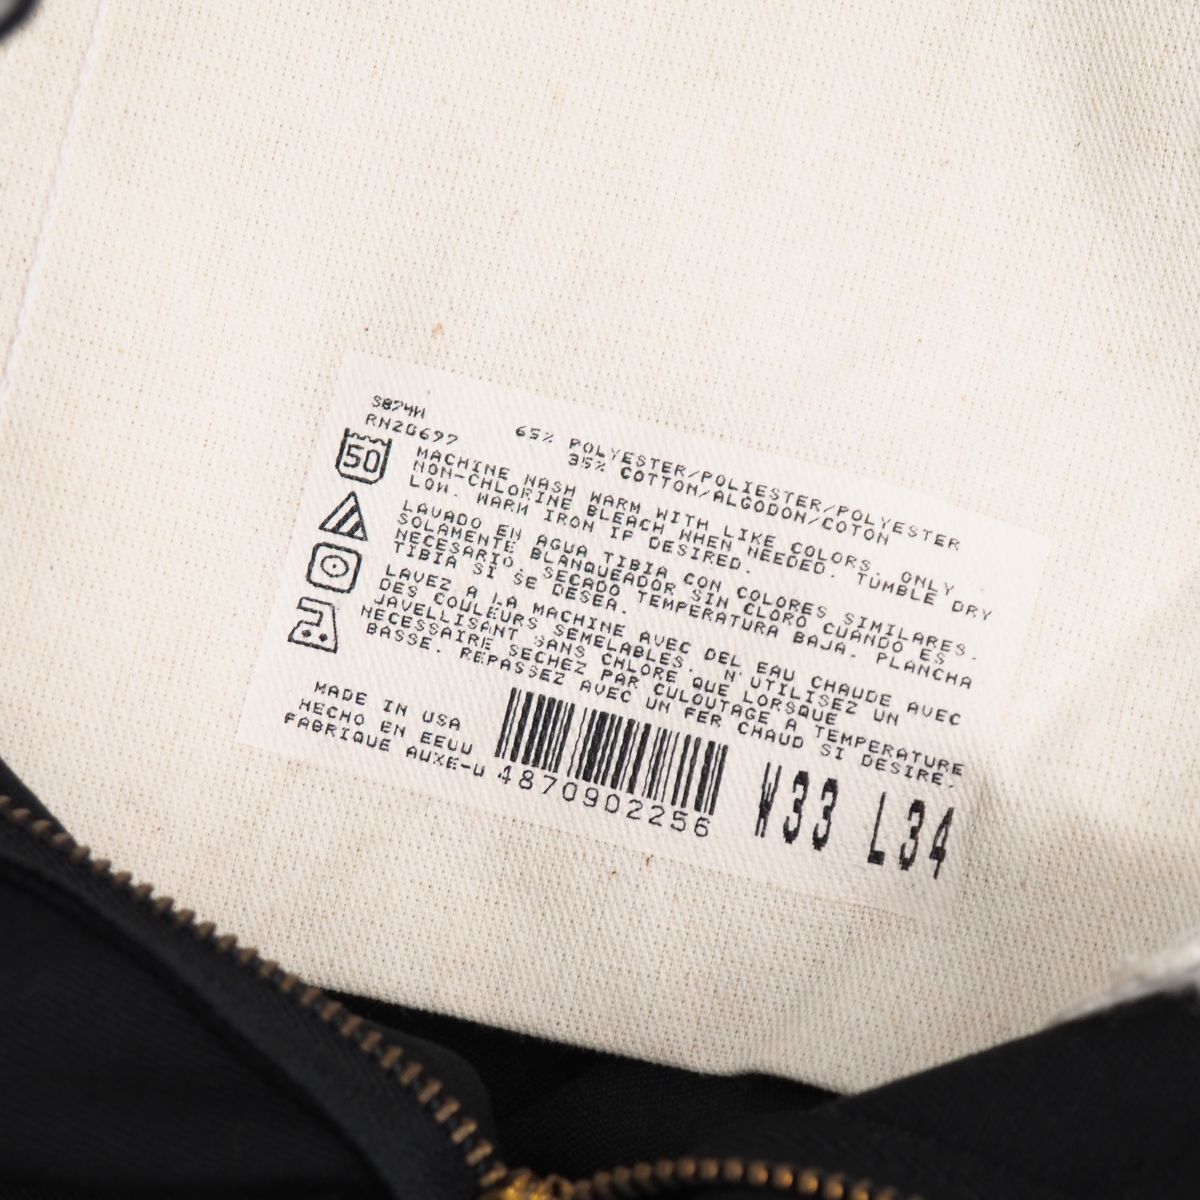 S874W
RN20697
65% POLYESTER/POLIESTER/POLYESTER
35% COTTON/ALGODON/COTON
50
MACHINE WASH WARM WITH LIKE COLORS. ONLY
NON-CHLORINE BLEACH WHEN NEEDED. TUMBLE DRY
LOW. WARM IRON IF DESIRED.
LAVADO EN AGUA TIBIA CON COLORES SIMILARES.
SOLAMENTE BLANQUEADOR SIN CLORO CUANDO ES
NECESARIO. SECADO TEMPERATURA BAJA. PLANCHA
TIBIA SI SE DESEA.
LAVEZ A LA MACHINE AVEC DEL EAU CHAUDE AVEC
DES COULEURS SEMELABLES. N'UTILISEZ UN
JAVELLISANT SANS CHLORE QUE LORSQUE
NECESSAIRE SECHEZ PAR CULOUTAGE A TEMPERATURE
BASSE. REPASSEZ AVEC UN FER CHAUD SI DESIRE.
MADE IN USA
HECHO EN EEUU
FABRIQUE AUXE-U
4870902256
W33 L34